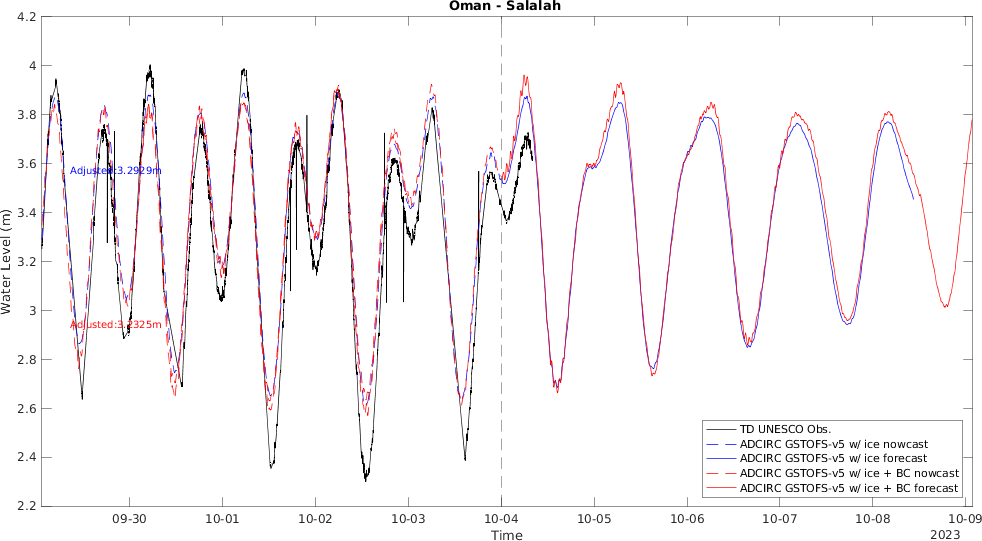 Oman - Salalah
4.2
4
3.8
3.6
3.4
3.2
3
2.8
2.6
2.4
2.2
Water Level (m)
Adjusted:3.2929m
TD UNESCO Obs.
ADCIRC GSTOFS-v5 w/ ice nowcast
ADCIRC GSTOFS-v5 w/ ice forecast
ADCIRC GSTOFS-v5 w/ ice + BC nowcast
ADCIRC GSTOFS-v5 w/ ice + BC forecast
09-30 10-01 10-02 10-03 10-04 10-05 10-06 10-07 10-08 10-09
Time
2023